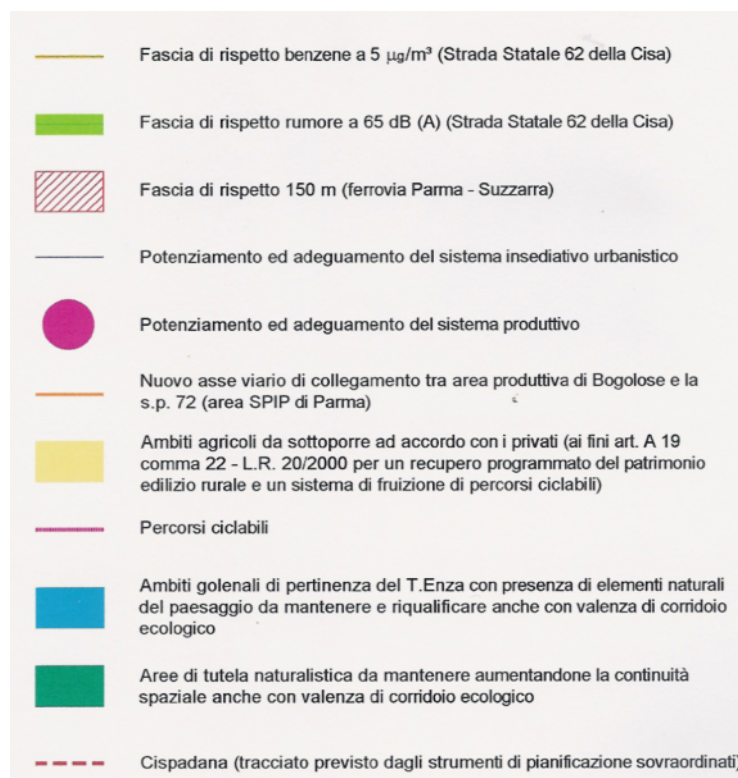 Fascia di rispetto benzene a 5 µg/m³ (Strada Statale 62 della Cisa)
Fascia di rispetto rumore a 65 dB (A) (Strada Statale 62 della Cisa)
Fascia di rispetto 150 m (ferrovia Parma - Suzzarra)
Potenziamento ed adeguamento del sistema insediativo urbanistico
Potenziamento ed adeguamento del sistema produttivo
Nuovo asse viario di collegamento tra area produttiva di Bogolose e la
s.p. 72 (area SPIP di Parma)
Ambiti agricoli da sottoporre ad accordo con i privati (ai fini art. A 19
comma 22 - L.R. 20/2000 per un recupero programmato del patrimonio
edilizio rurale e un sistema di fruizione di percorsi ciclabili)
Percorsi ciclabili
Ambiti golenali di pertinenza del T.Enza con presenza di elementi naturali
del paesaggio da mantenere e riqualificare anche con valenza di corridoio
ecologico
Aree di tutela naturalistica da mantenere aumentandone la continuità
spaziale anche con valenza di corridoio ecologico
Cispadana (tracciato previsto dagli strumenti di pianificazione sovraordinati)